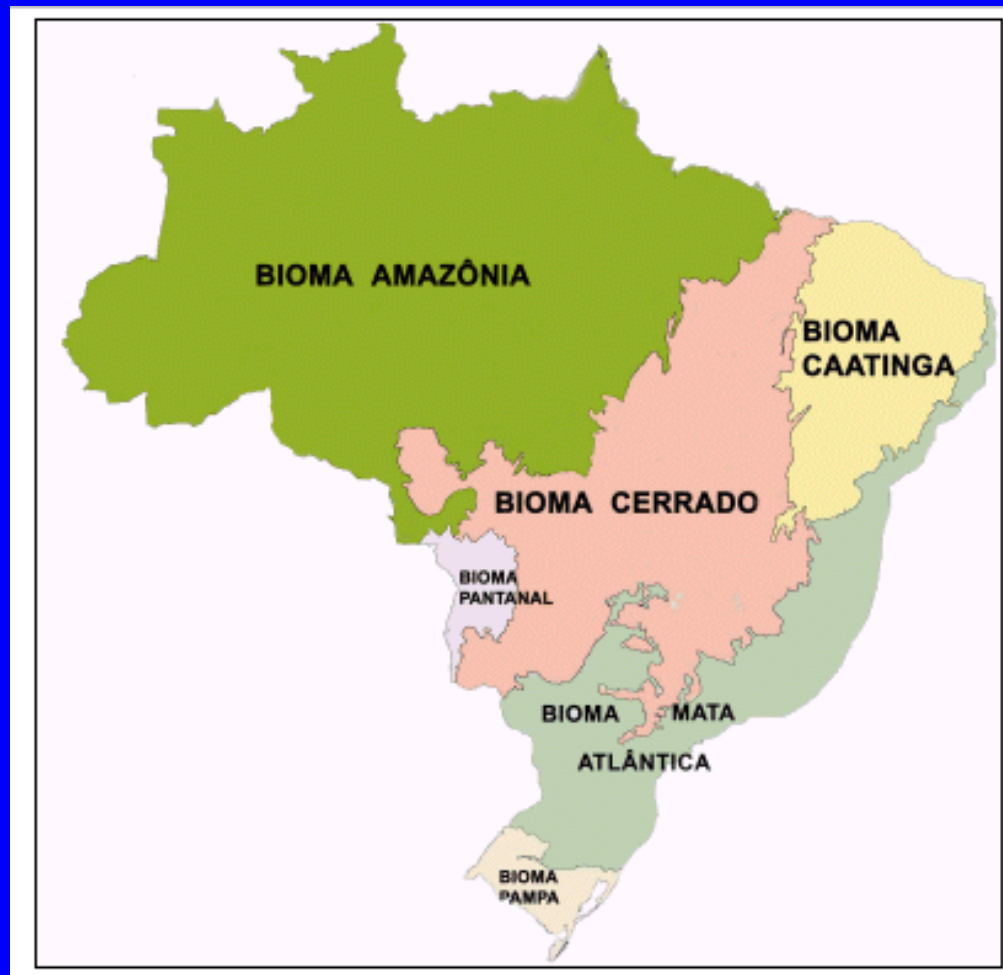 BIOMA AMAZÔNIA
BIOMA
CAATINGA
BIOMA CERRADO
BIOMA
PANTANAL
BIOMA MATA
ATLÂNTICA
BIOMA
PAMPA